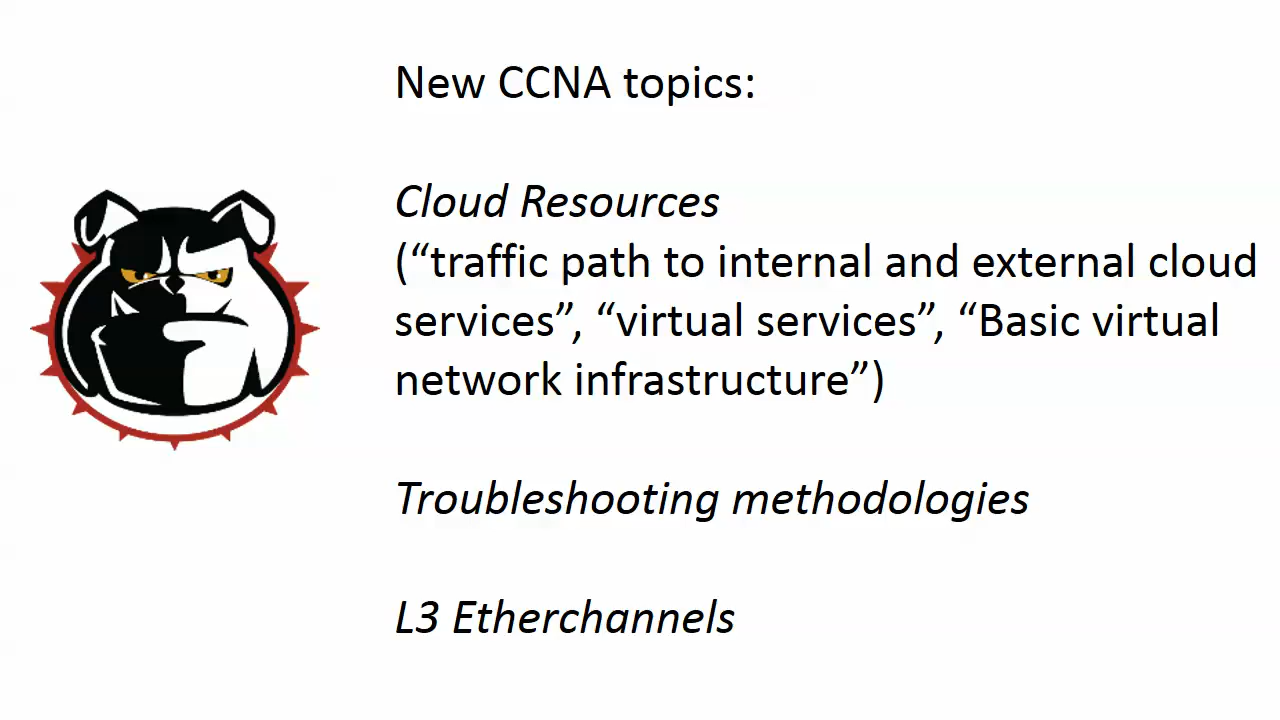 New CCNA topics:
Cloud Resources
(“traffic path to internal and external cloud
services”, “virtual services”, “Basic virtual
network infrastructure”)
Troubleshooting methodologies
L3 Etherchannels